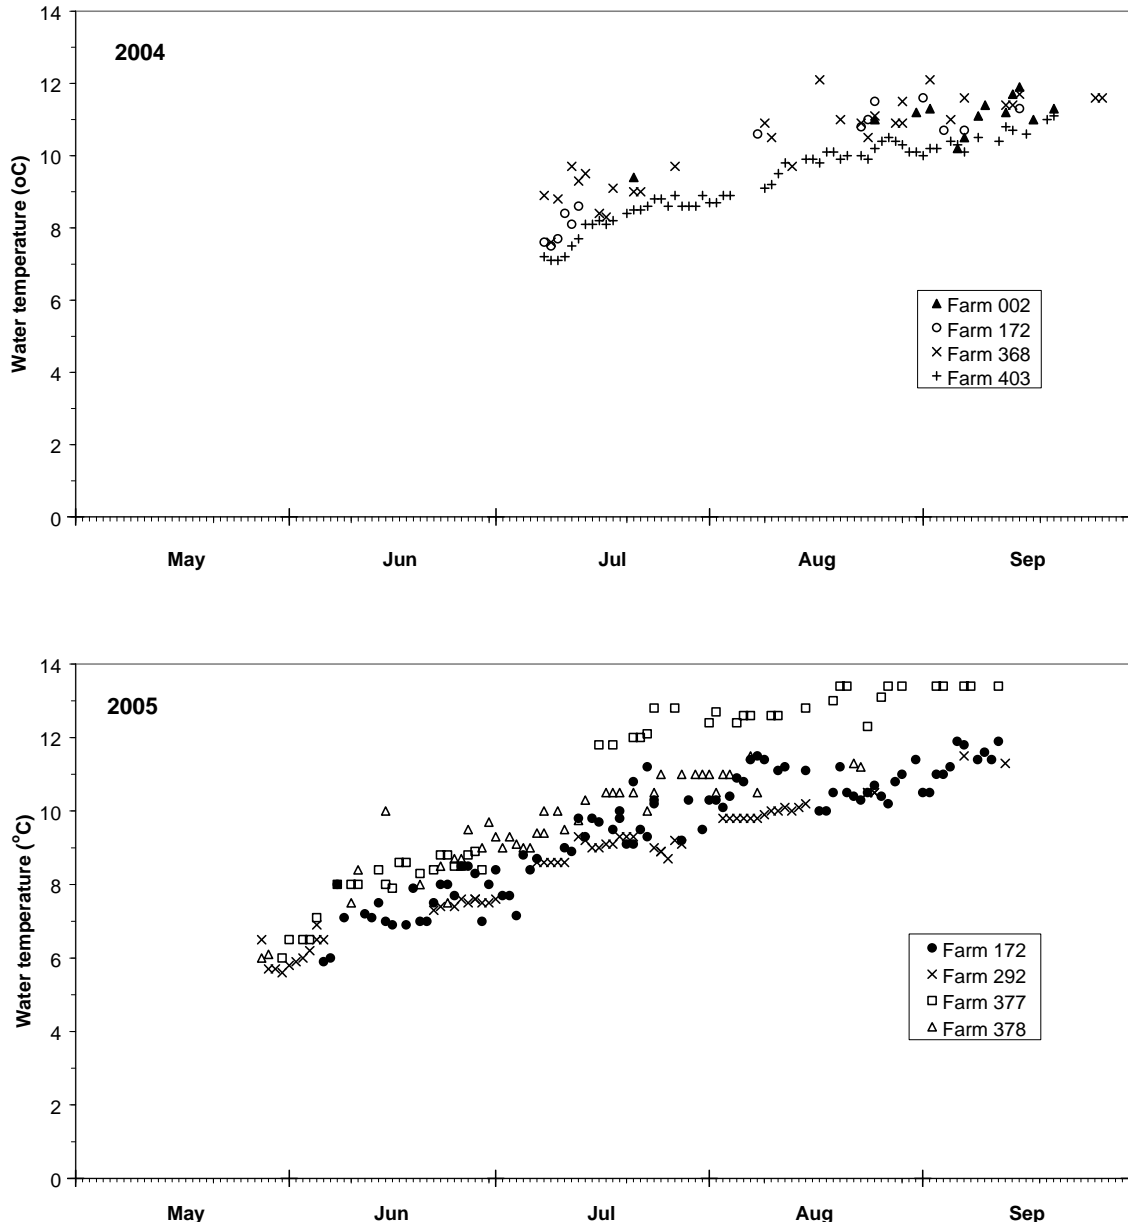 14
2004
12
10
8
6
4
2
0
Water temperature (oC)
Farm 002
Farm 172
Farm 368
Farm 403
May Jun Jul Aug Sep
14
2005
12
10
8
6
4
2
0
Water temperature (°C)
Farm 172
Farm 292
Farm 377
Farm 378
May Jun Jul Aug Sep